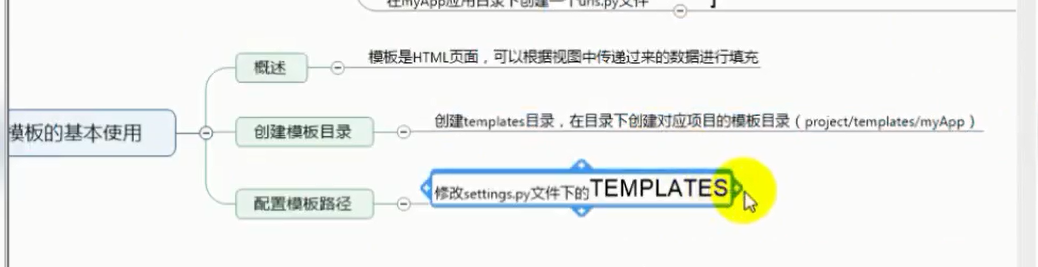 在myApp应用目录下创建一个urls.py文件
概述
模板是HTML页面，可以根据视图中传递过来的数据进行填充
模板的基本使用
创建模板目录
创建templates目录，在目录下创建对应项目的模板目录（project/templates/myApp）
配置模板路径
修改settings.py文件下的TEMPLATES